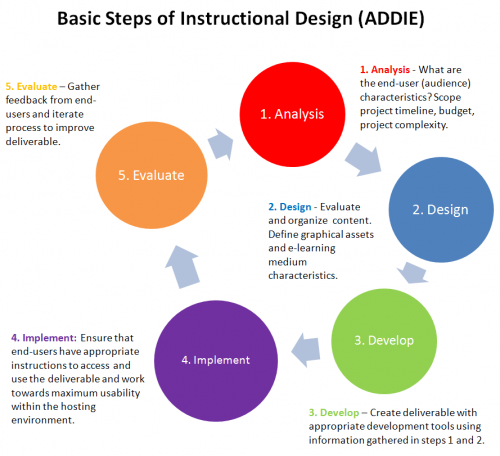 Basic Steps of Instructional Design (ADDIE)
1. Analysis
1. Analysis - What are
the end-user (audience)
characteristics? Scope
project timeline, budget,
project complexity.
2. Design
2. Design - Evaluate
and organize content.
Define graphical assets
and e-learning
medium
characteristics.
3. Develop
3. Develop – Create deliverable with
appropriate development tools using
information gathered in steps 1 and 2.
4. Implement
4. Implement: Ensure that
end-users have appropriate
instructions to access and
use the deliverable and work
towards maximum usability
within the hosting
environment.
5. Evaluate
5. Evaluate – Gather
feedback from end-
users and iterate
process to improve
deliverable.